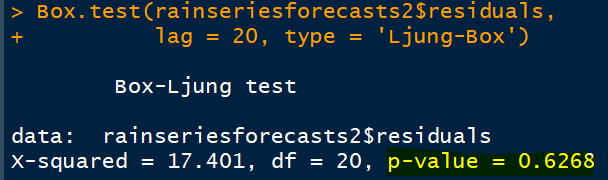 > Box.test(rainseriesforecasts2$residuals,
+          lag = 20, type = 'Ljung-Box')
Box-Ljung test
data:  rainseriesforecasts2$residuals
X-squared = 17.401, df = 20, p-value = 0.6268